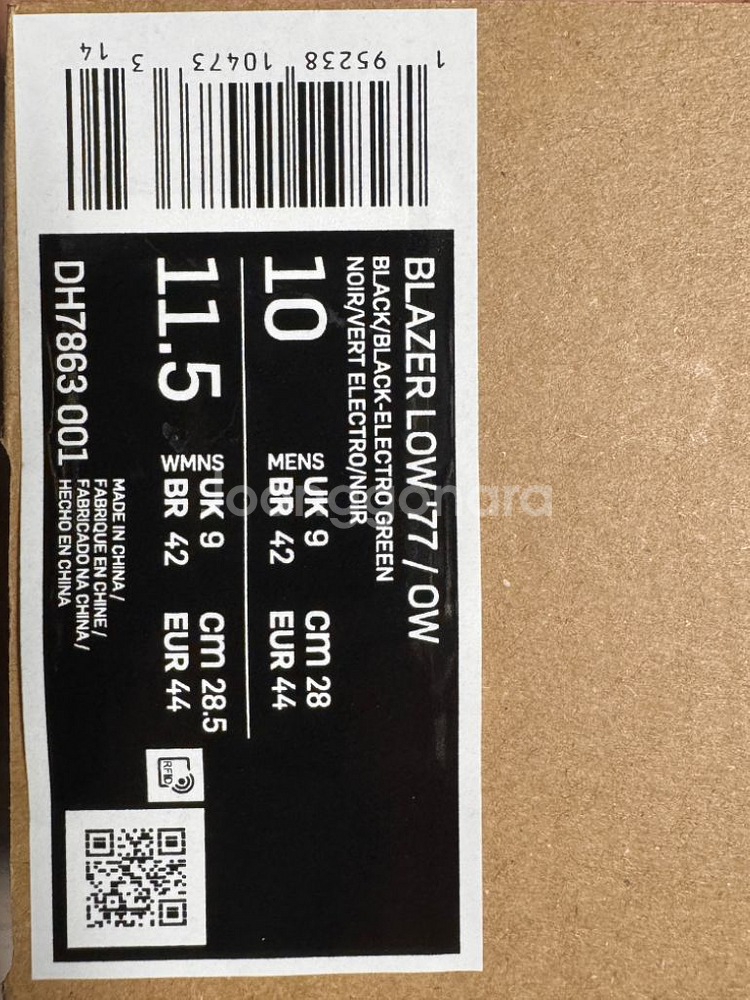 BLAZER LOW '77 / OW
BLACK/BLACK-ELECTRO GREEN
NOIR/VERT ELECTRO/NOIR
10
MENS
UK 9
cm 28
BR 42
EUR 44
11.5
WMNS
UK 9
cm 28.5
BR 42
EUR 44
DH7863 001
MADE IN CHINA /
FABRIQUE EN CHINE /
FABRICADO NA CHINA /
HECHO EN CHINA
RFID
1 95238 10473 3 14
Joonggonara